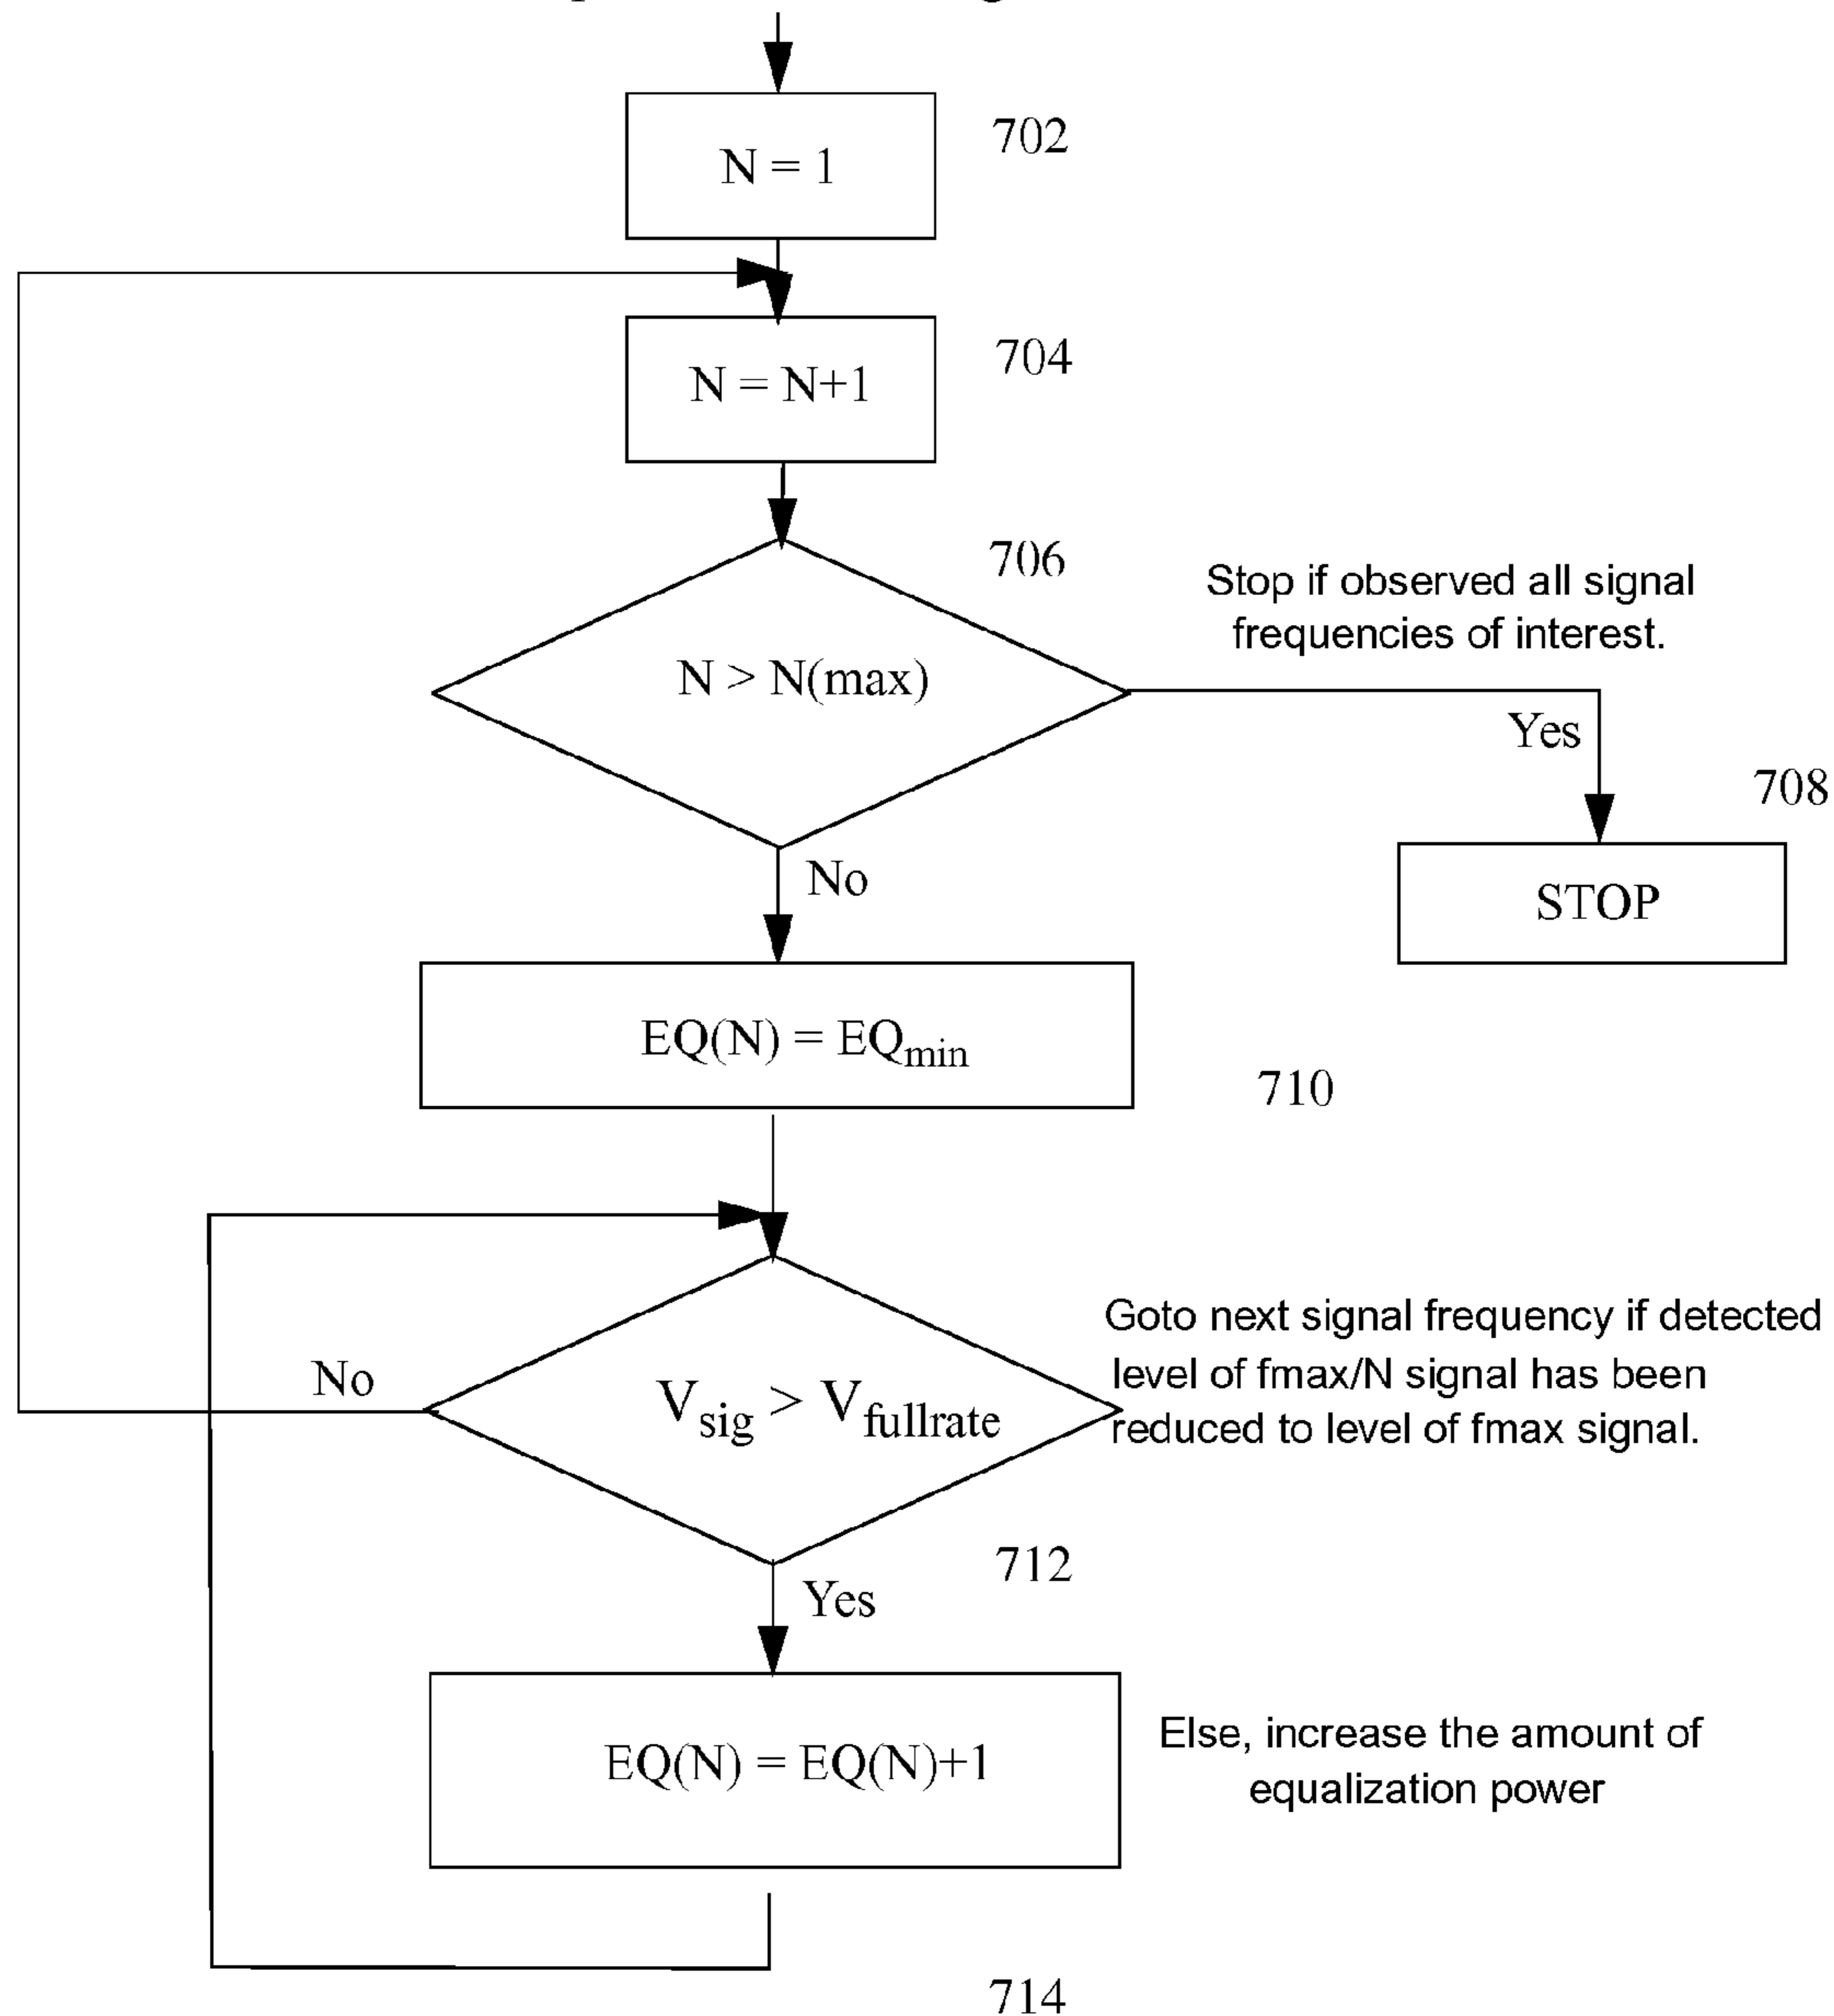 702
N = 1
704
N = N+1
706
Stop if observed all signal
frequencies of interest.
N > N(max)
Yes
708
No
STOP
EQ(N) = EQmin
710
Goto next signal frequency if detected
level of fmax/N signal has been
reduced to level of fmax signal.
No
Vsig > Vfullrate
712
Yes
EQ(N) = EQ(N)+1
Else, increase the amount of
equalization power
714